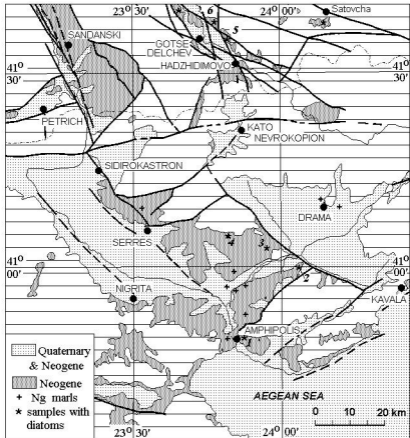 23° 30'
24° 00'
Satovcha
6
5
SANDANSKI
GOTSE
DELCHEV
HADZHIDIMOVO
41°
30'
41°
30'
PETRICH
KATO
NEVROKOPION
SIDIROKASTRON
DRAMA
SERRES
4
3
41°
00'
41°
00'
2
NIGRITA
KAVALA
AMPHIPOLIS
1
Quaternary
& Neogene
Neogene
+ Ng marls
★ samples with
diatoms
AEGEAN SEA
0 10 20 km
23°
30'
24°
00'